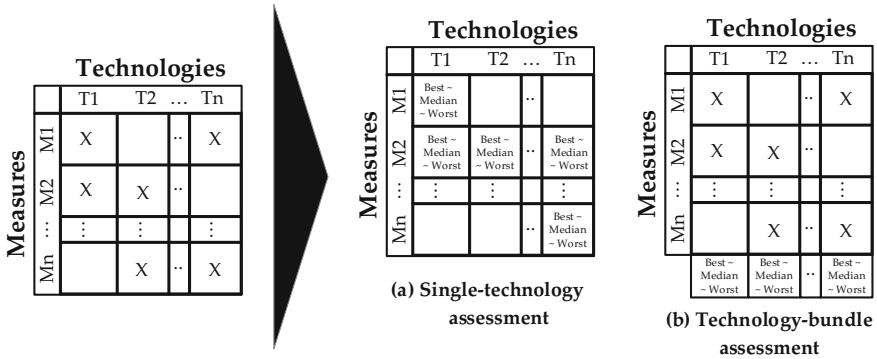 Technologies
T1 T2 … Tn
Measures
M1 X ·· X
M2 X X ··
⋮ ⋮ ⋮ ⋮
Mn X ·· X
Technologies
T1 T2 … Tn
Measures
M1
Best ~
Median
~ Worst
··
M2
Best ~ Best ~ Best ~
Median Median ·· Median
~ Worst ~ Worst ~ Worst
⋮ ⋮ ⋮ ⋮
Mn
Best ~
·· Median
~ Worst
(a) Single-technology
assessment
Technologies
T1 T2 … Tn
Measures
M1 X ·· X
M2 X X ··
⋮ ⋮ ⋮ ⋮
Mn X ·· X
Best ~ Best ~ Best ~
Median Median ·· Median
~ Worst ~ Worst ~ Worst
(b) Technology-bundle
assessment